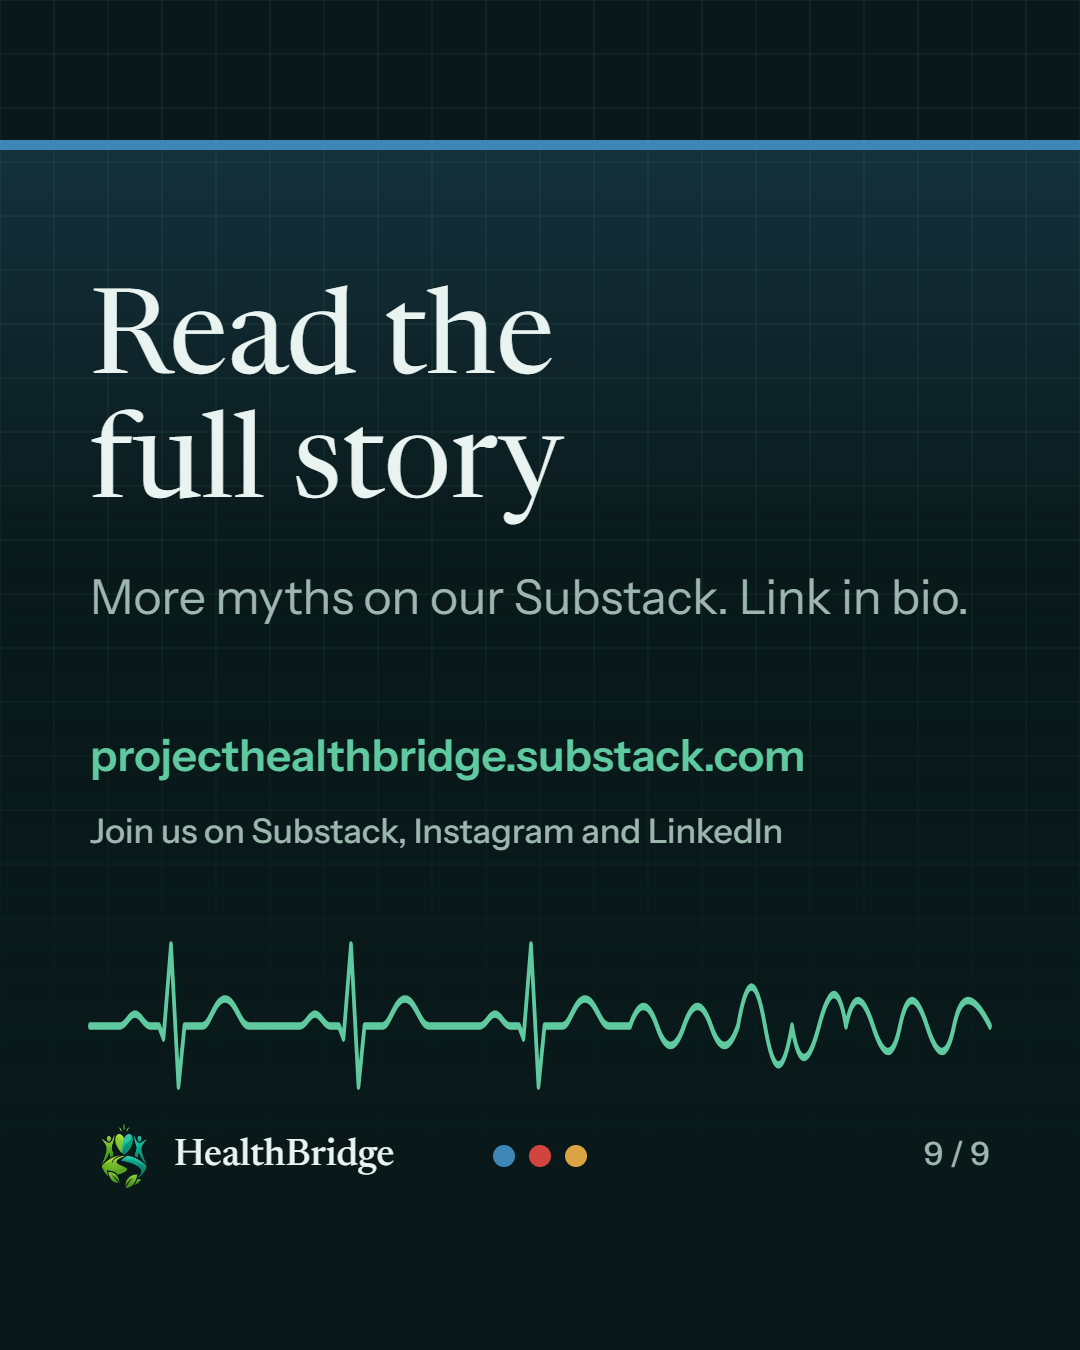 Read the
full story
More myths on our Substack. Link in bio.
projecthealthbridge.substack.com
Join us on Substack, Instagram and LinkedIn
HealthBridge
9 / 9